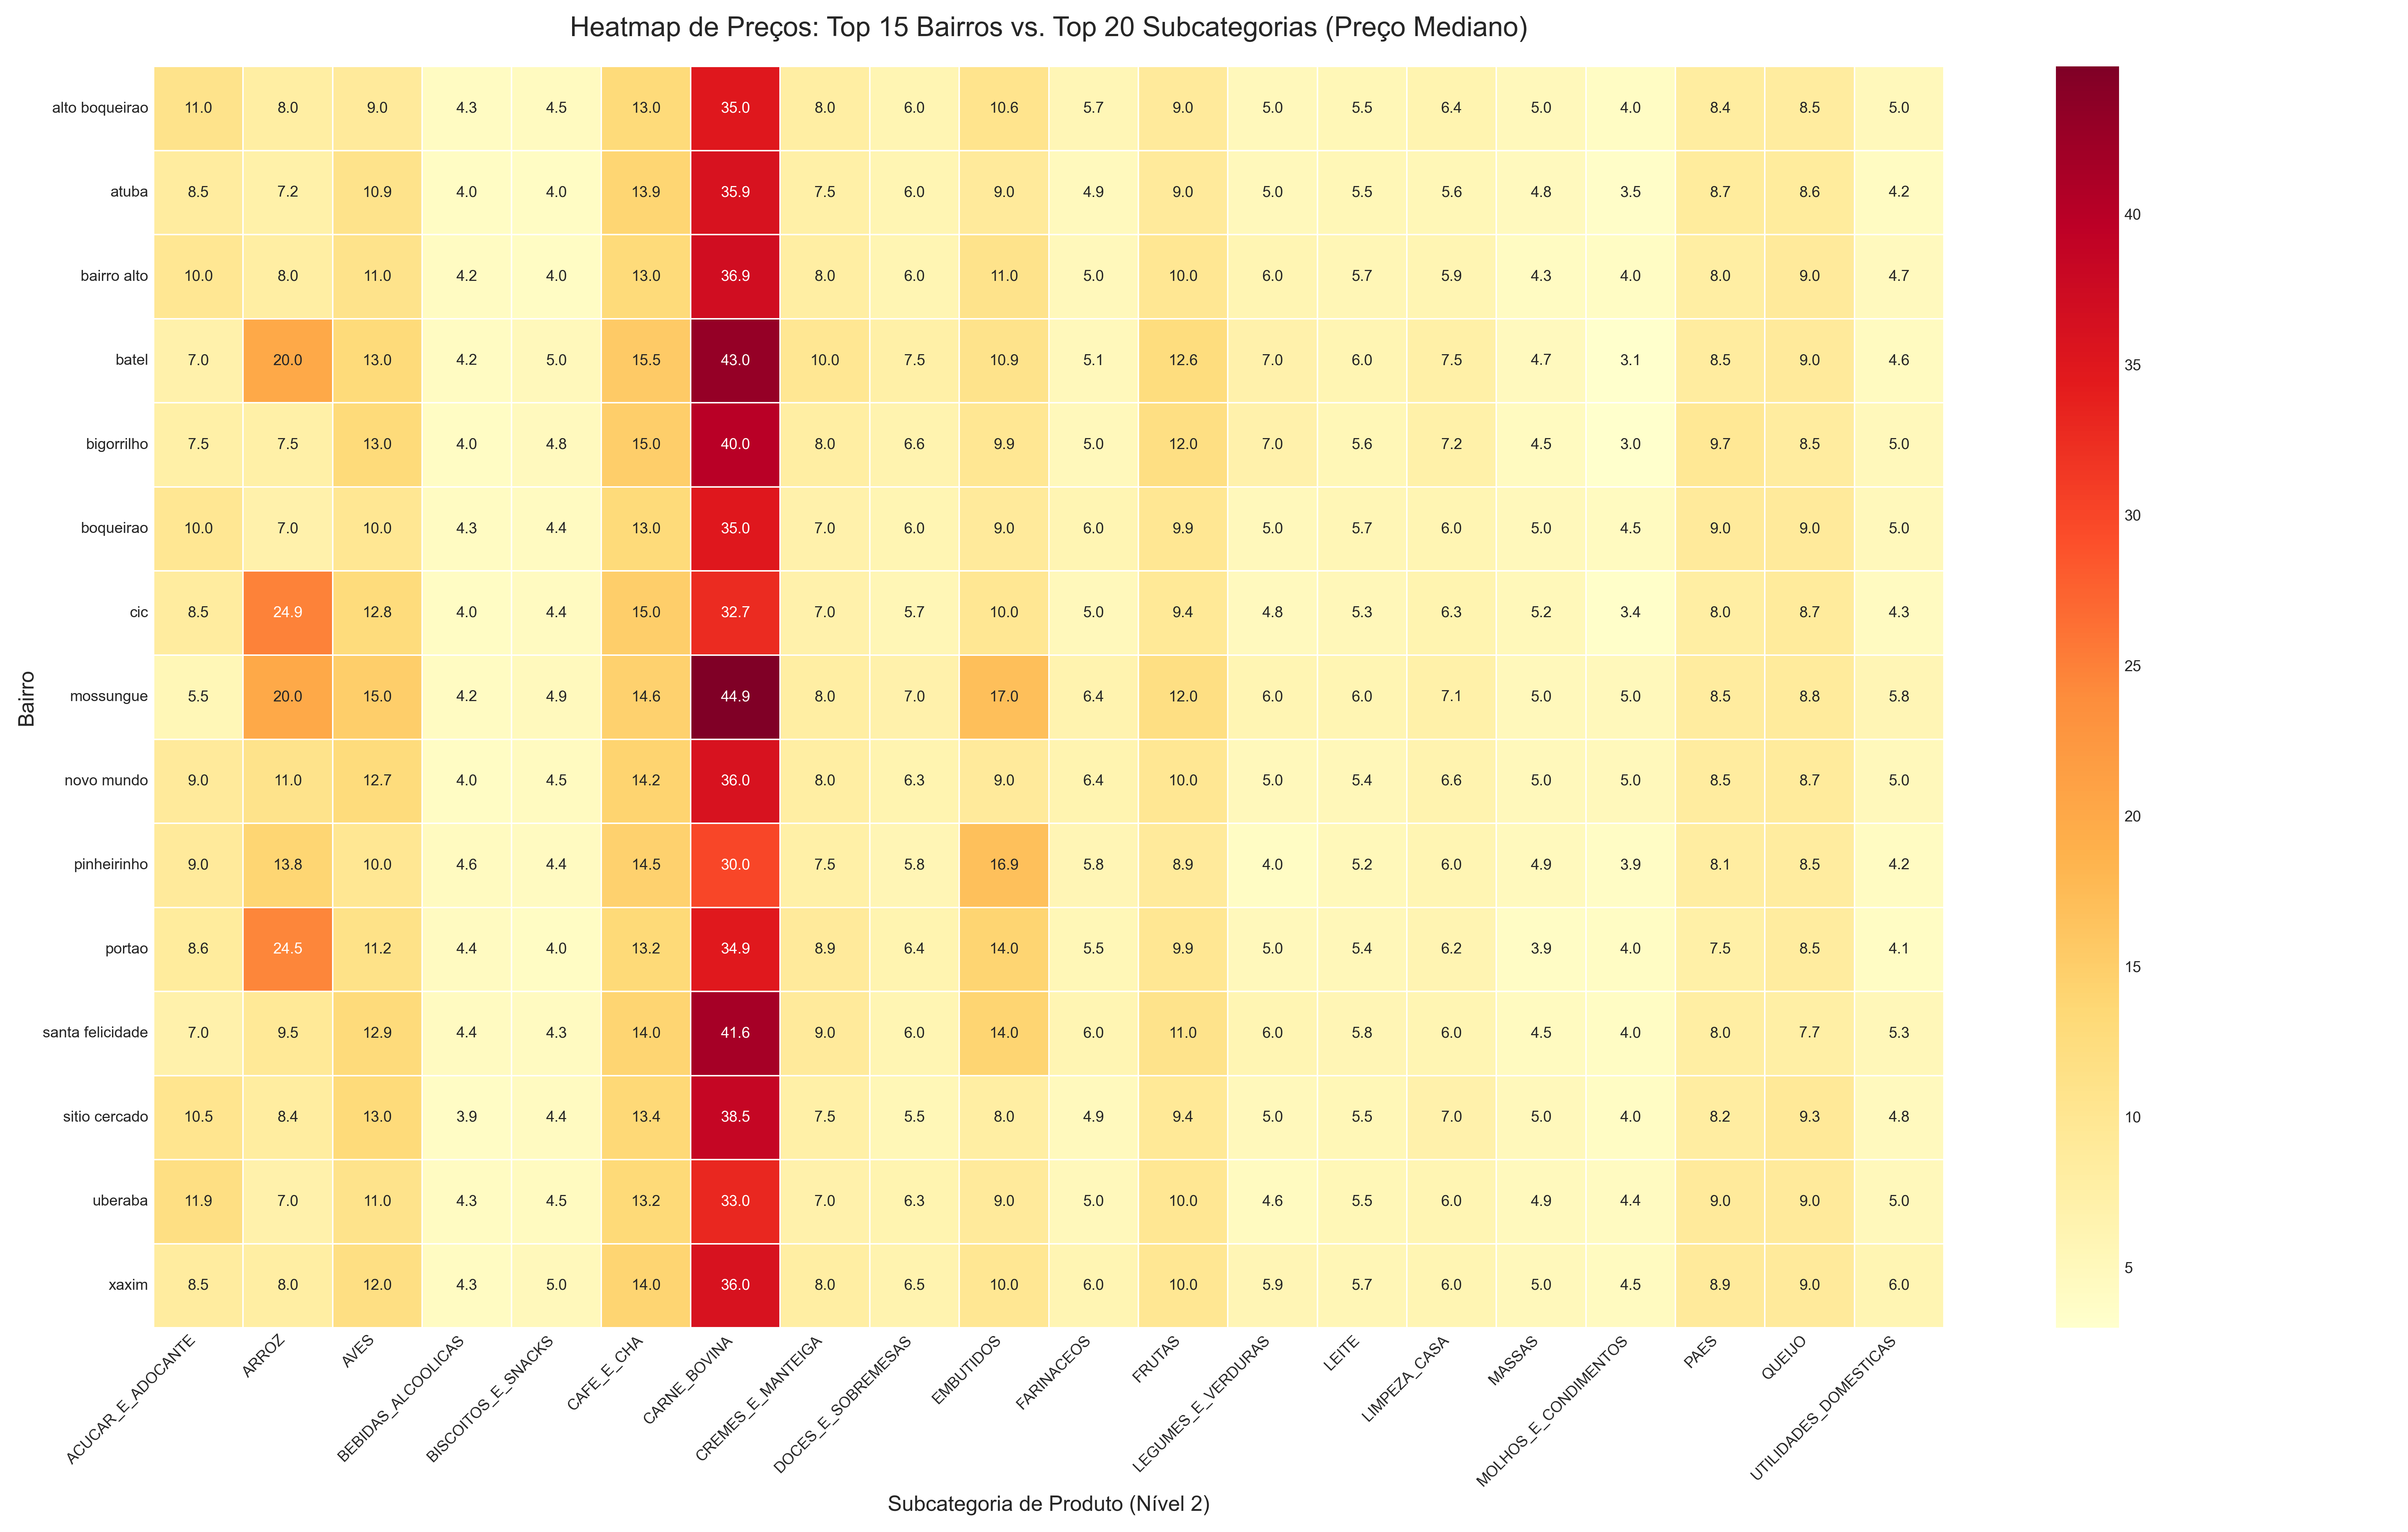 Heatmap de Preços: Top 15 Bairros vs. Top 20 Subcategorias (Preço Mediano)
Bairro
alto boqueirao 11.0 8.0 9.0 4.3 4.5 13.0 35.0 8.0 6.0 10.6 5.7 9.0 5.0 5.5 6.4 5.0 4.0 8.4 8.5 5.0
atuba 8.5 7.2 10.9 4.0 4.0 13.9 35.9 7.5 6.0 9.0 4.9 9.0 5.0 5.5 5.6 4.8 3.5 8.7 8.6 4.2
bairro alto 10.0 8.0 11.0 4.2 4.0 13.0 36.9 8.0 6.0 11.0 5.0 10.0 6.0 5.7 5.9 4.3 4.0 8.0 9.0 4.7
batel 7.0 20.0 13.0 4.2 5.0 15.5 43.0 10.0 7.5 10.9 5.1 12.6 7.0 6.0 7.5 4.7 3.1 8.5 9.0 4.6
bigorrilho 7.5 7.5 13.0 4.0 4.8 15.0 40.0 8.0 6.6 9.9 5.0 12.0 7.0 5.6 7.2 4.5 3.0 9.7 8.5 5.0
boqueirao 10.0 7.0 10.0 4.3 4.4 13.0 35.0 7.0 6.0 9.0 6.0 9.9 5.0 5.7 6.0 5.0 4.5 9.0 9.0 5.0
cic 8.5 24.9 12.8 4.0 4.4 15.0 32.7 7.0 5.7 10.0 5.0 9.4 4.8 5.3 6.3 5.2 3.4 8.0 8.7 4.3
mossungue 5.5 20.0 15.0 4.2 4.9 14.6 44.9 8.0 7.0 17.0 6.4 12.0 6.0 6.0 7.1 5.0 5.0 8.5 8.8 5.8
novo mundo 9.0 11.0 12.7 4.0 4.5 14.2 36.0 8.0 6.3 9.0 6.4 10.0 5.0 5.4 6.6 5.0 5.0 8.5 8.7 5.0
pinheirinho 9.0 13.8 10.0 4.6 4.4 14.5 30.0 7.5 5.8 16.9 5.8 8.9 4.0 5.2 6.0 4.9 3.9 8.1 8.5 4.2
portao 8.6 24.5 11.2 4.4 4.0 13.2 34.9 8.9 6.4 14.0 5.5 9.9 5.0 5.4 6.2 3.9 4.0 7.5 8.5 4.1
santa felicidade 7.0 9.5 12.9 4.4 4.3 14.0 41.6 9.0 6.0 14.0 6.0 11.0 6.0 5.8 6.0 4.5 4.0 8.0 7.7 5.3
sitio cercado 10.5 8.4 13.0 3.9 4.4 13.4 38.5 7.5 5.5 8.0 4.9 9.4 5.0 5.5 7.0 5.0 4.0 8.2 9.3 4.8
uberaba 11.9 7.0 11.0 4.3 4.5 13.2 33.0 7.0 6.3 9.0 5.0 10.0 4.6 5.5 6.0 4.9 4.4 9.0 9.0 5.0
xaxim 8.5 8.0 12.0 4.3 5.0 14.0 36.0 8.0 6.5 10.0 6.0 10.0 5.9 5.7 6.0 5.0 4.5 8.9 9.0 6.0
ACUCAR_E_ADOCANTE
ARROZ
AVES
BEBIDAS_ALCOOLICAS
BISCOITOS_E_SNACKS
CAFE_E_CHA
CARNE_BOVINA
CREMES_E_MANTEIGA
DOCES_E_SOBREMESAS
EMBUTIDOS
FARINACEOS
FRUTAS
LEGUMES_E_VERDURAS
LEITE
LIMPEZA_CASA
MASSAS
MOLHOS_E_CONDIMENTOS
PAES
QUEIJO
UTILIDADES_DOMESTICAS
Subcategoria de Produto (Nível 2)
40
35
30
25
20
15
10
5